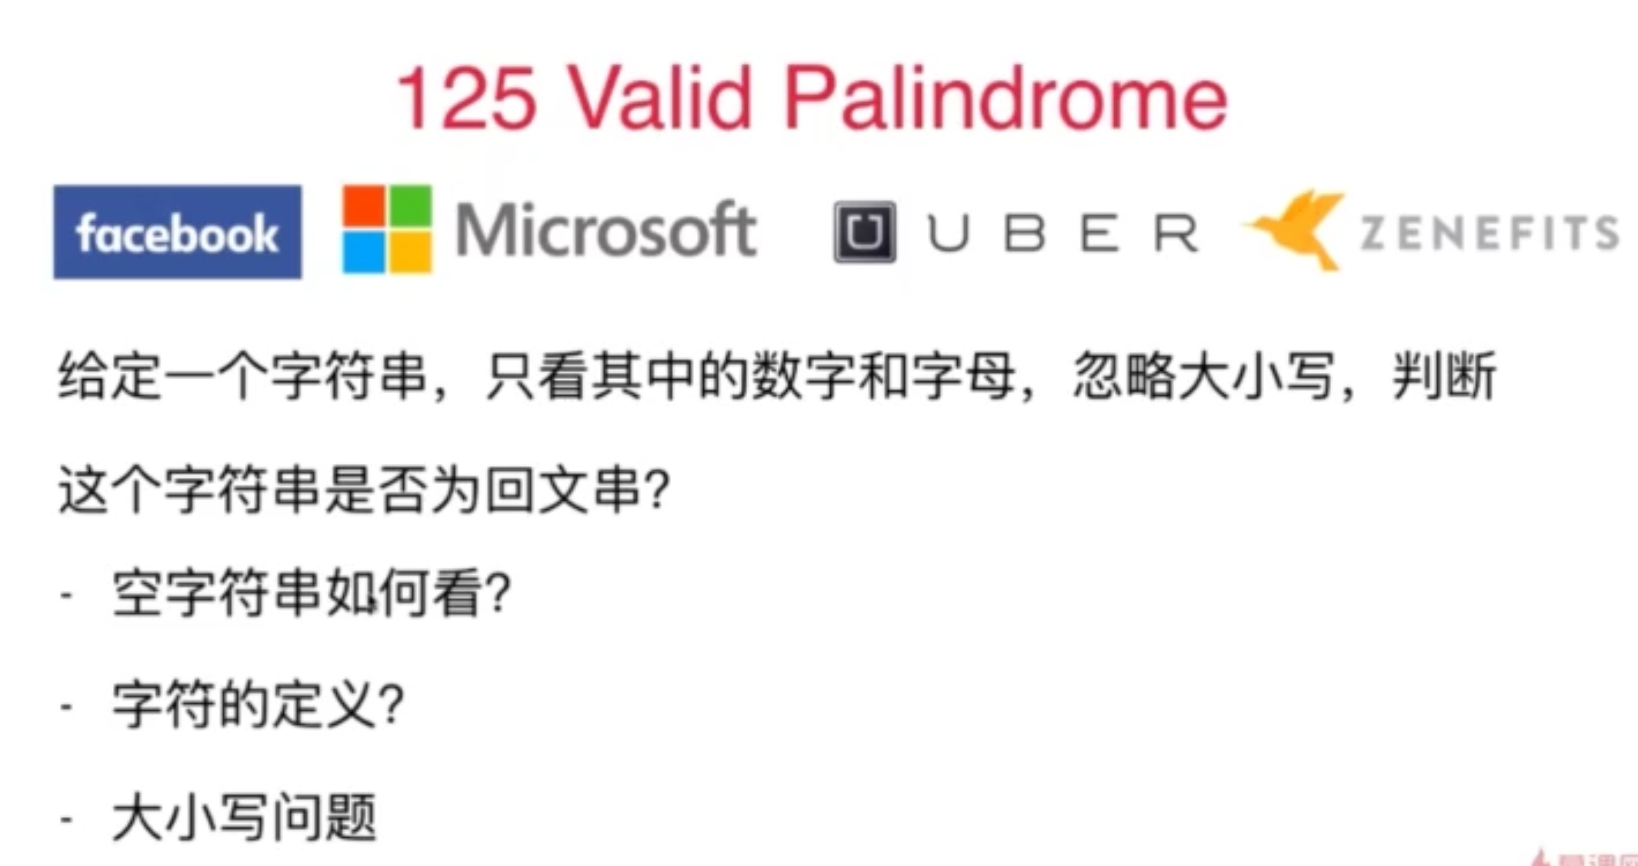 125 Valid Palindrome
facebook Microsoft UBER ZENEFITS
给定一个字符串，只看其中的数字和字母，忽略大小写，判断
这个字符串是否为回文串？
- 空字符串如何看？
- 字符的定义？
- 大小写问题